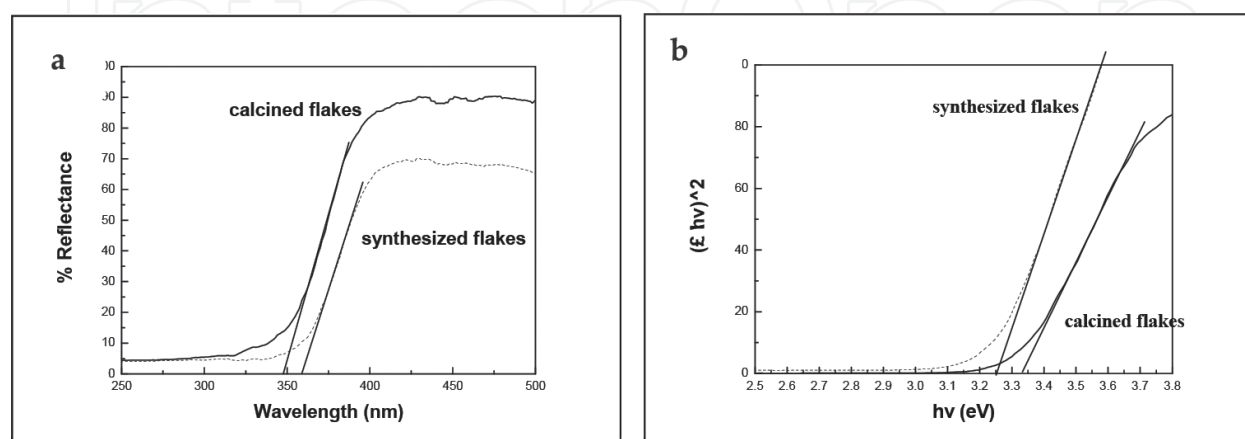 a
% Reflectance
00
90
80
70
60
50
40
30
20
10
0
calcined flakes
synthesized flakes
250 300 350 400 450 500
Wavelength (nm)
b
(£ hv)^2
0
80
60
40
20
0
synthesized flakes
calcined flakes
2.5 2.6 2.7 2.8 2.9 3.0 3.1 3.2 3.3 3.4 3.5 3.6 3.7 3.8
hv (eV)